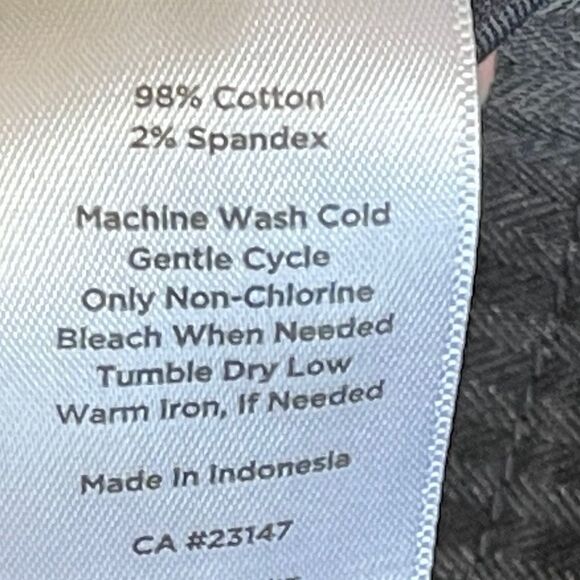 98% Cotton
2% Spandex
Machine Wash Cold
Gentle Cycle
Only Non-Chlorine
Bleach When Needed
Tumble Dry Low
Warm Iron, If Needed
Made in Indonesia
CA #23147